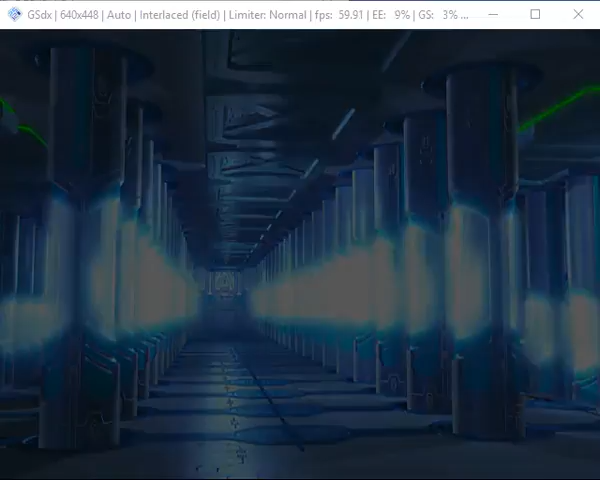 GSdx | 640x448 | Auto | Interlaced (field) | Limiter: Normal | fps: 59.91 | EE: 9% | GS: 3% ...